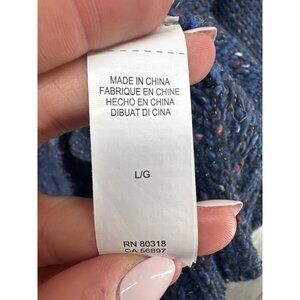 MADE IN CHINA
FABRIQUE EN CHINE
HECHO EN CHINA
DIBUAT DI CINA
L/G
RN 80318
CA 56897